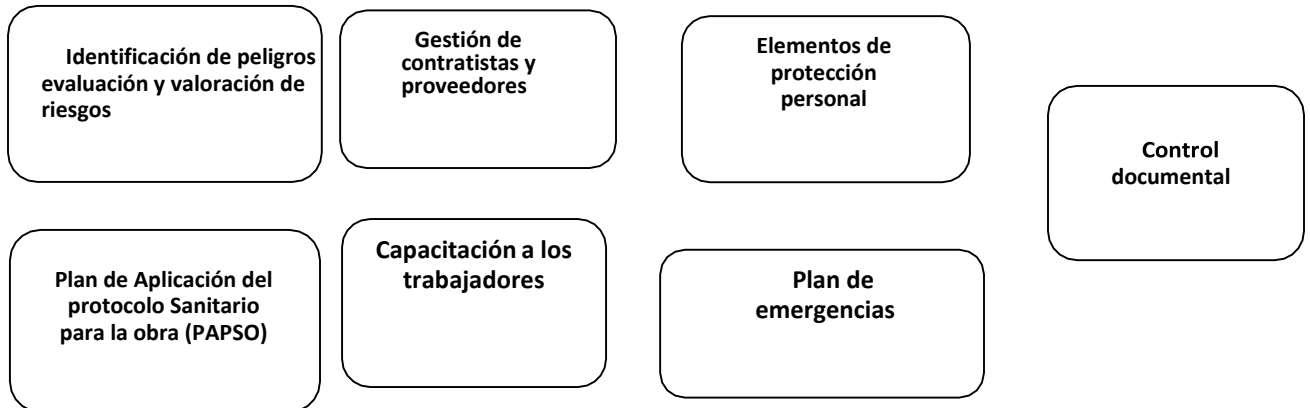 Identificación de peligros
evaluación y valoración de
riesgos
Gestión de
contratistas y
proveedores
Elementos de
protección
personal
Control
documental
Plan de Aplicación del
protocolo Sanitario
para la obra (PAPSO)
Capacitación a los
trabajadores
Plan de
emergencias